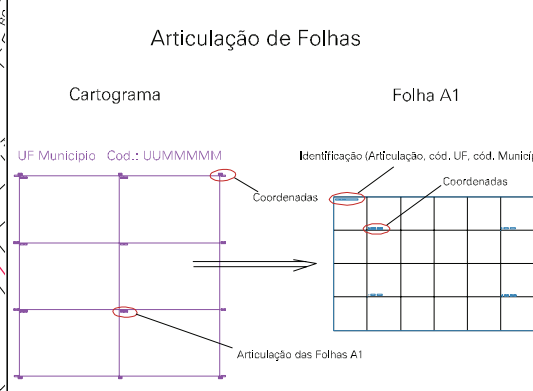 Articulação de Folhas
Cartograma
Folha A1
UF Municipio Cod.: UUMMMMM
Identificação (Articulação, cód. UF, cód. Municíp
Coordenadas
Coordenadas
Articulação das Folhas A1